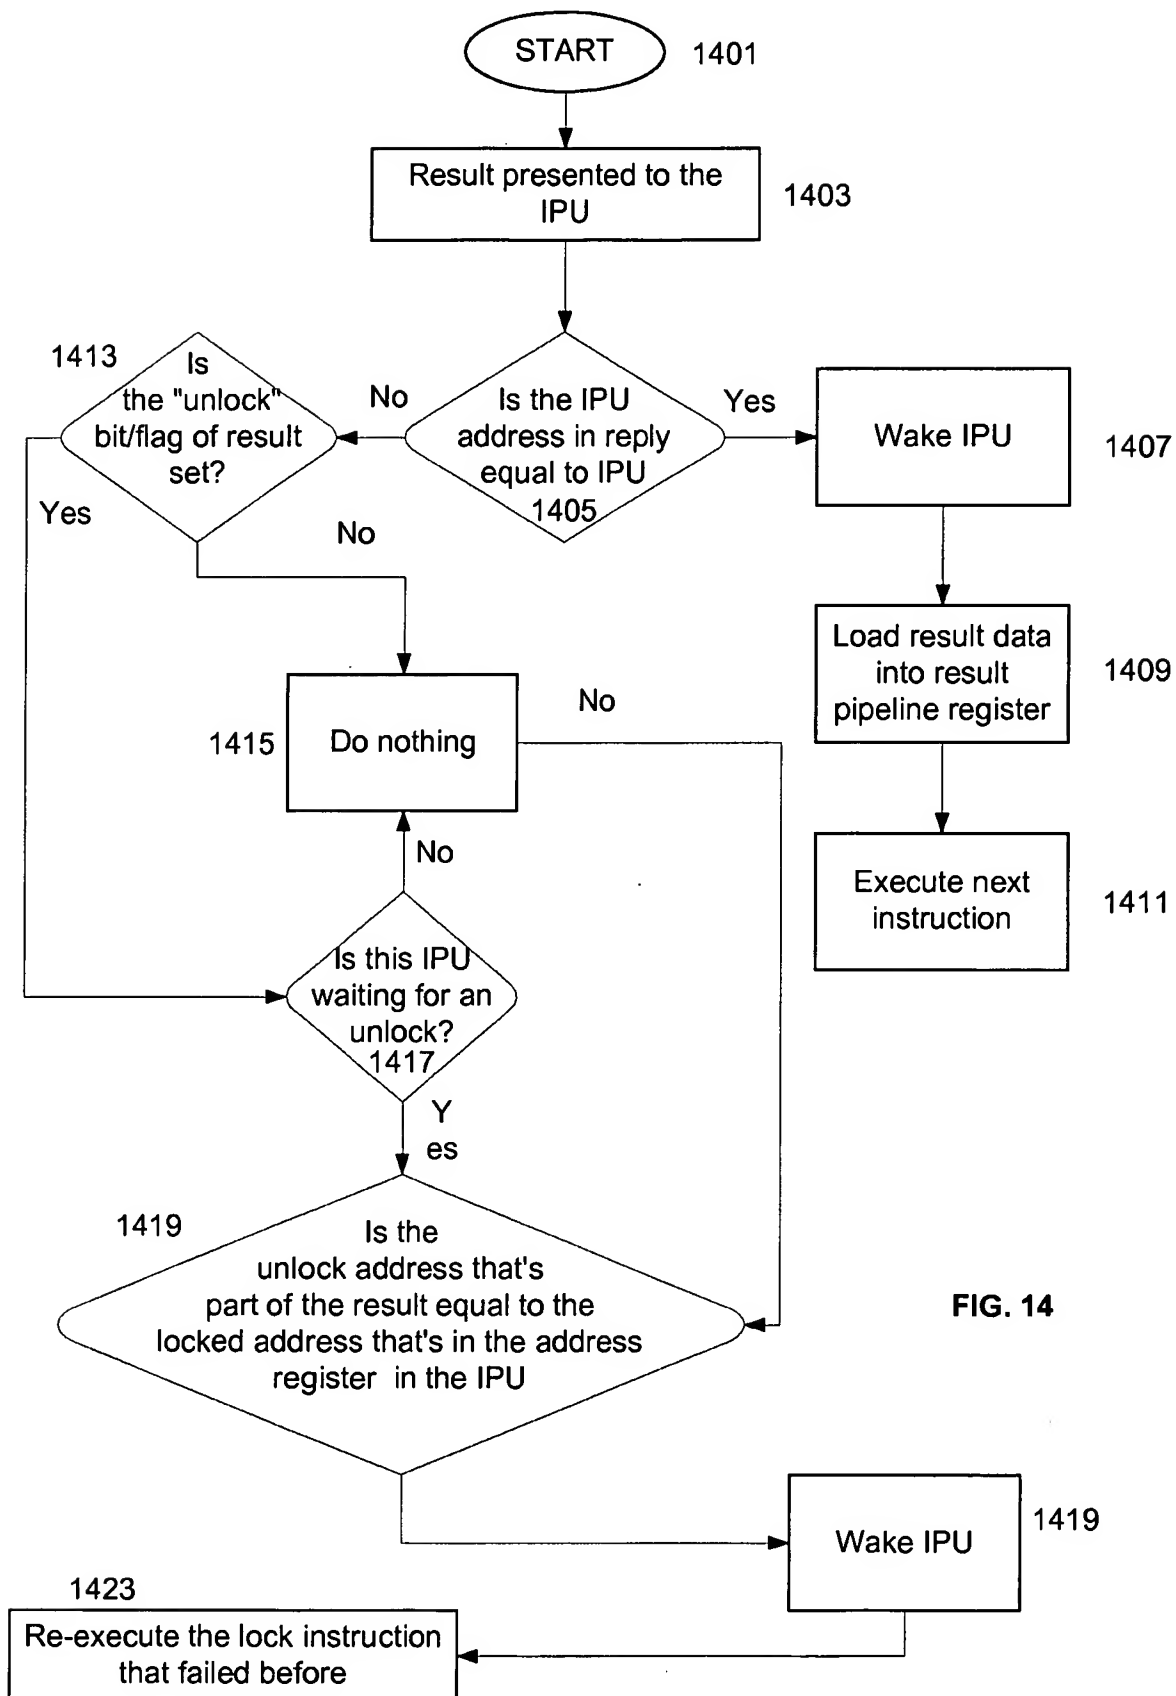 START
1401
Result presented to the
IPU
1403
1413
Is
the "unlock"
bit/flag of result
set?
No
Is the IPU
address in reply
equal to IPU
1405
Yes
Wake IPU
1407
Yes
No
Load result data
into result
pipeline register
1409
1415
Do nothing
No
Execute next
instruction
1411
No
Is this IPU
waiting for an
unlock?
1417
Y
es
1419
Is the
unlock address that's
part of the result equal to the
locked address that's in the address
register in the IPU
FIG. 14
Wake IPU
1419
1423
Re-execute the lock instruction
that failed before